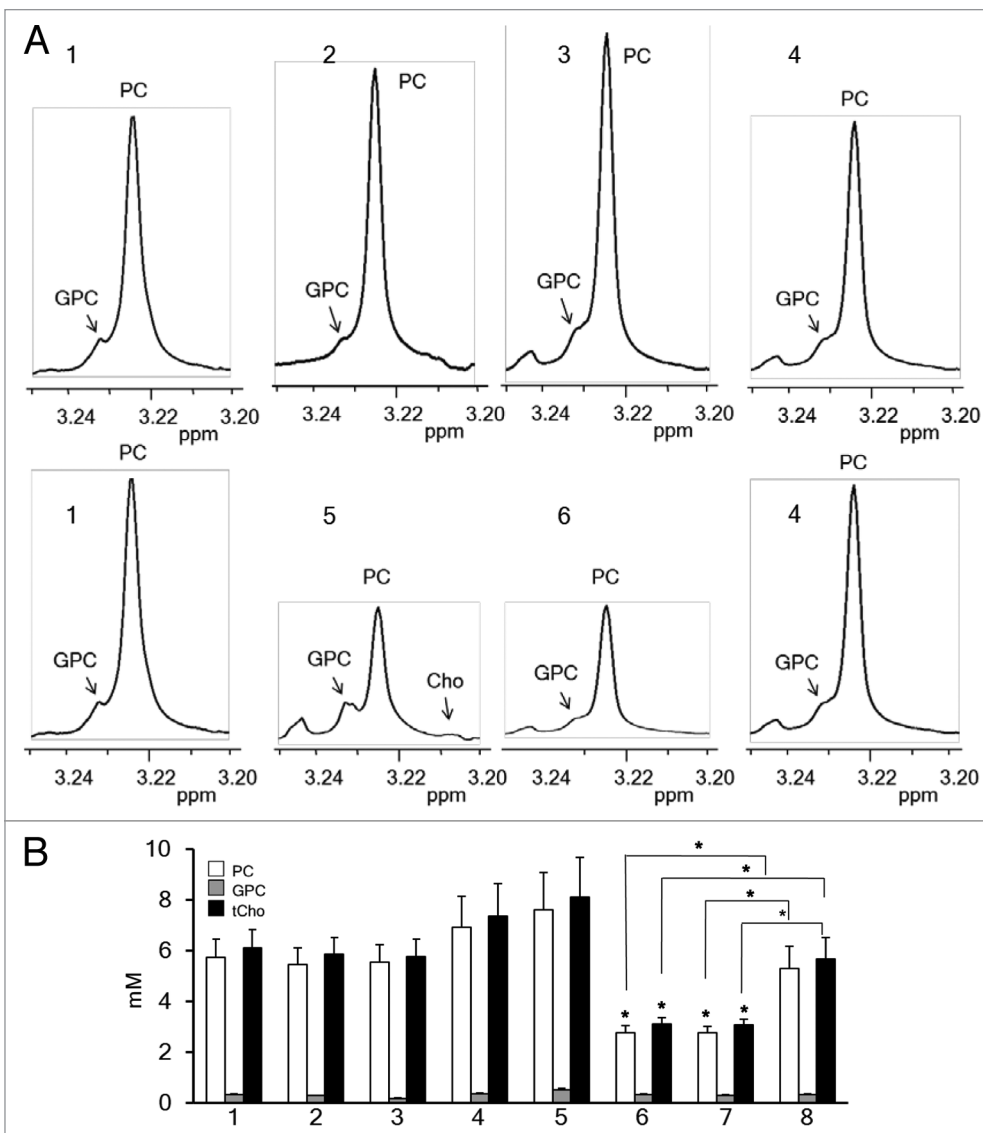 A
1 2 3 4
PC PC PC PC
GPC GPC GPC GPC
3.24 3.22 3.20 3.24 3.22 3.20 3.24 3.22 3.20 3.24 3.22 3.20
ppm ppm ppm ppm
PC PC
1 5 6 4
PC PC
GPC GPC Cho GPC GPC
3.24 3.22 3.20 3.24 3.22 3.20 3.24 3.22 3.20 3.24 3.22 3.20
ppm ppm ppm ppm
B
10
8
6
4
2
0
mM
PC
GPC
tCho
* * * *
* * * *
1 2 3 4 5 6 7 8